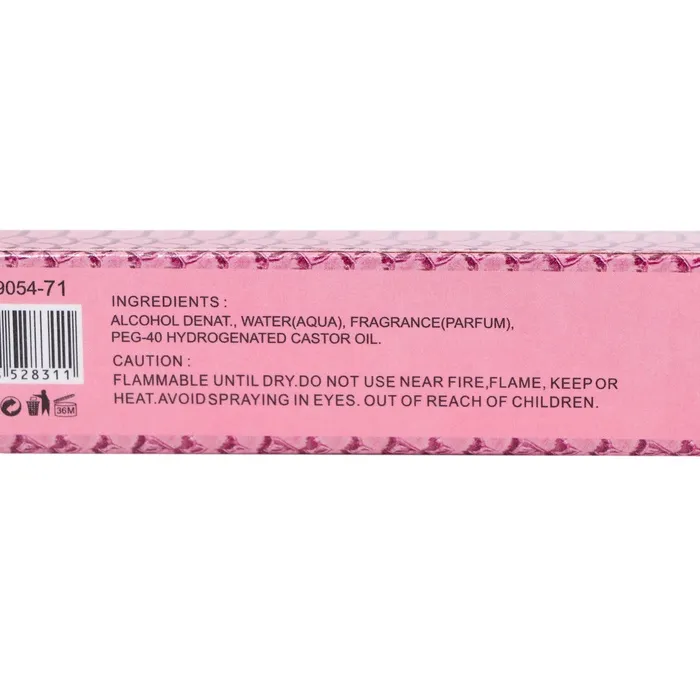 9054-71
528311
36M
INGREDIENTS :
ALCOHOL DENAT., WATER(AQUA), FRAGRANCE(PARFUM),
PEG-40 HYDROGENATED CASTOR OIL.
CAUTION :
FLAMMABLE UNTIL DRY.DO NOT USE NEAR FIRE,FLAME, KEEP OR
HEAT.AVOID SPRAYING IN EYES. OUT OF REACH OF CHILDREN.